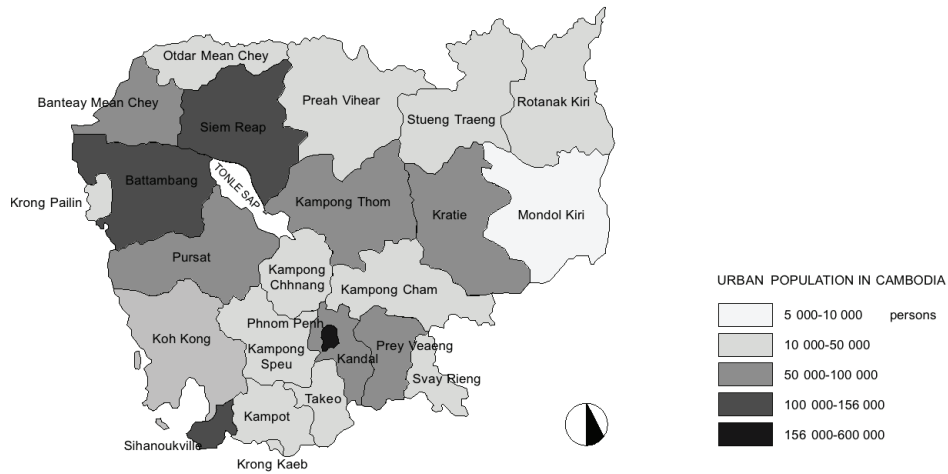 Otdar Mean Chey
Banteay Mean Chey
Siem Reap
Preah Vihear
Stueng Traeng
Rotanak Kiri
Battambang
TONLE SAP
Krong Pailin
Kampong Thom
Kratie
Mondol Kiri
Pursat
Kampong
Chhnang
Kampong Cham
Koh Kong
Phnom Penh
Kampong
Speu
Kandal
Prey Veaeng
Svay Rieng
Takeo
Kampot
Sihanoukville
Krong Kaeb
URBAN POPULATION IN CAMBODIA
5 000-10 000 persons
10 000-50 000
50 000-100 000
100 000-156 000
156 000-600 000